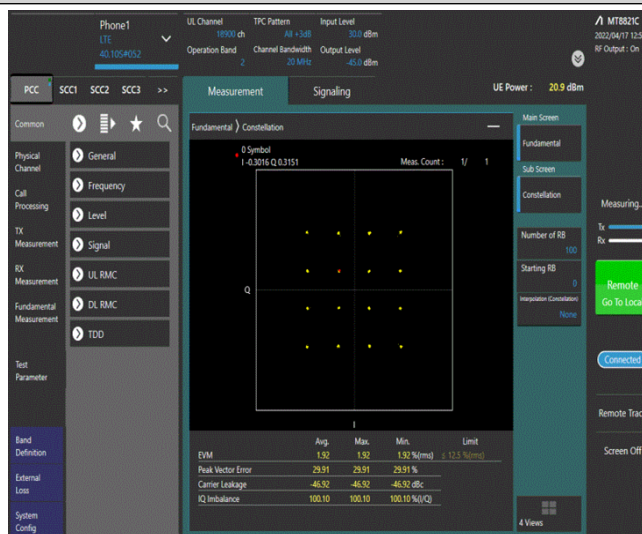 Phone1
LTE
40.10S#052
UL Channel TPC Pattern Input Level
18900 ch All +3dB 30.0 dBm
Operation Band Channel Bandwidth Output Level
2 20 MHz -45.0 dBm
MT8821C
2022/04/17 12:5
RF Output : On
PCC SCC1 SCC2 SCC3 >>
Measurement Signaling
UE Power : 20.9 dBm
Common
Physical
Channel
Call
Processing
TX
Measurement
RX
Measurement
Fundamental
Measurement
Test
Parameter
Band
Definition
External
Loss
System
Config
General
Frequency
Level
Signal
UL RMC
DL RMC
TDD
Fundamental ❭ Constellation
0 Symbol
I -0.3016 Q 0.3151 Meas. Count : 1/ 1
Q
I
Avg. Max. Min. Limit
EVM 1.92 1.92 1.92 %(rms) ≤ 12.5 %(rms)
Peak Vector Error 29.91 29.91 29.91 %
Carrier Leakage -46.92 -46.92 -46.92 dBc
IQ Imbalance 100.10 100.10 100.10 %(I/Q)
Main Screen
Fundamental
Sub Screen
Constellation
Number of RB
100
Starting RB
0
Interpolation (Constellation)
None
4 Views
Measuring..
Tx
Rx
Remote
Go To Loca
Connected
Remote Trac
Screen Off